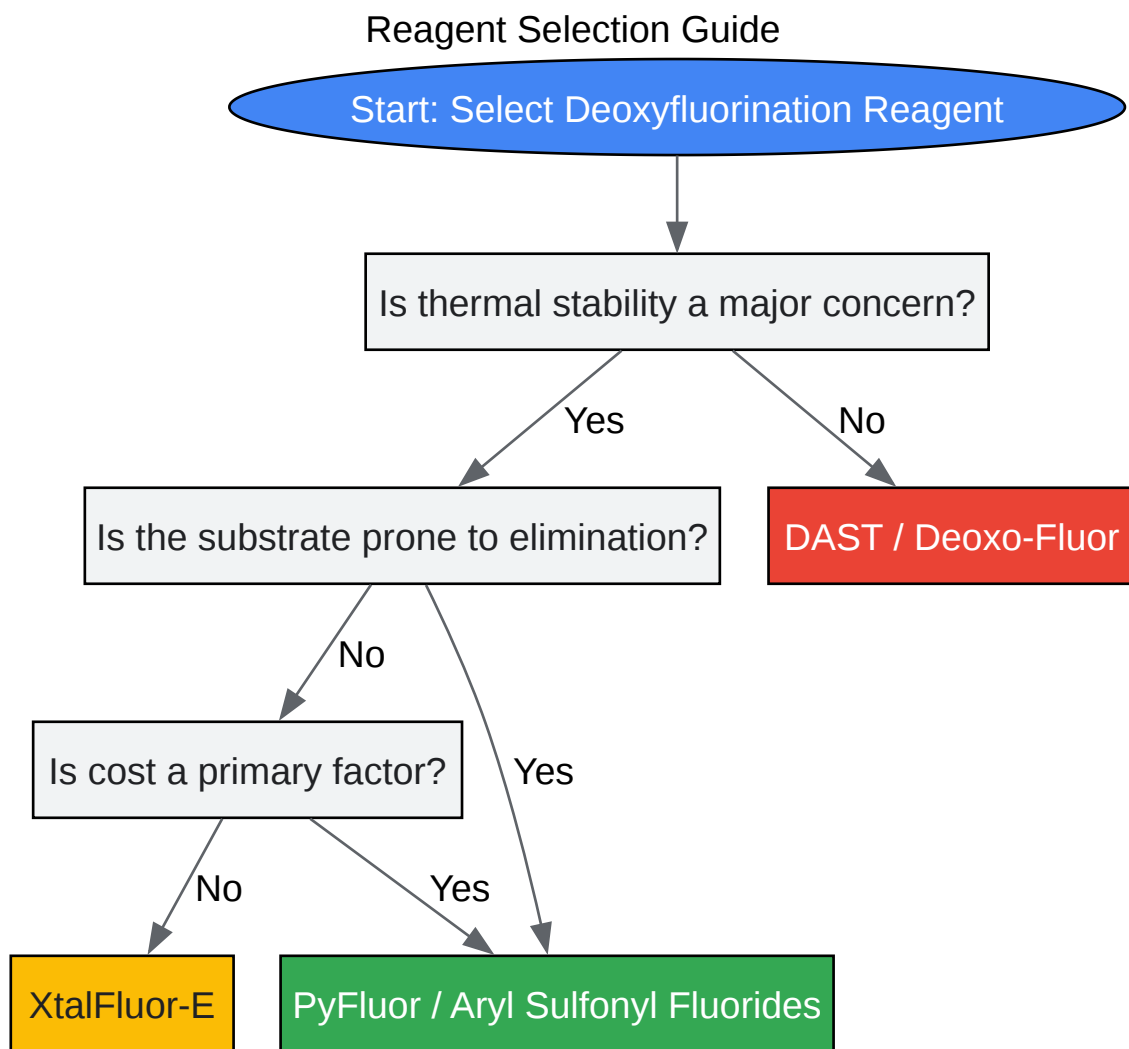 Reagent Selection Guide
Start: Select Deoxyfluorination Reagent
Is thermal stability a major concern?
Yes
No
Is the substrate prone to elimination?
DAST / Deoxo-Fluor
No
Is cost a primary factor?
Yes
No
Yes
XtalFluor-E
PyFluor / Aryl Sulfonyl Fluorides